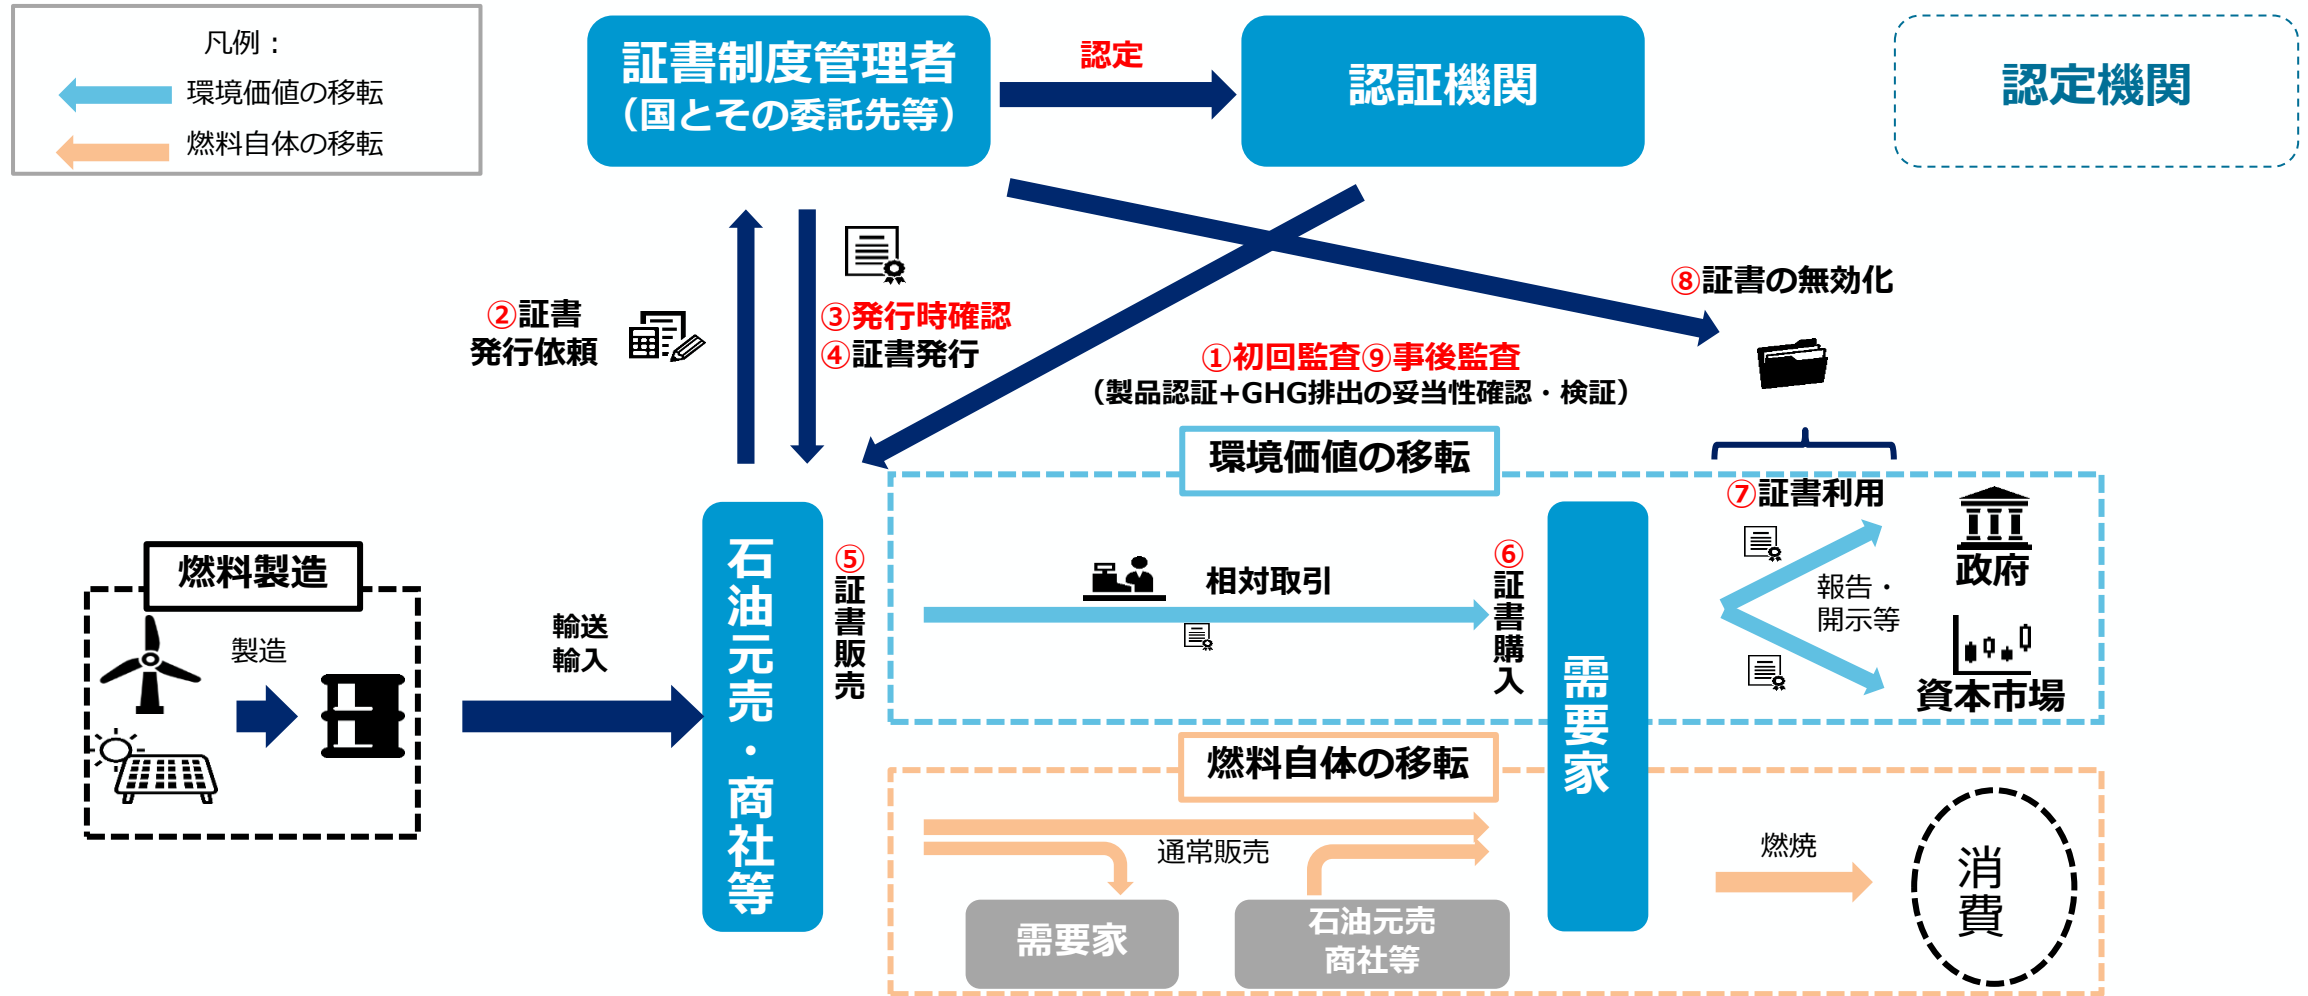 凡例：
環境価値の移転
燃料自体の移転
証書制度管理者
（国とその委託先等）
認定
認証機関
認定機関
②証書
発行依頼
③発行時確認
④証書発行
⑧証書の無効化
①初回監査⑨事後監査
（製品認証+GHG排出の妥当性確認・検証）
環境価値の移転
⑦証書利用
燃料製造
製造
輸送
輸入
石油元売・商社等
⑤証書販売
相対取引
⑥証書購入
需要家
報告・
開示等
政府
資本市場
燃料自体の移転
通常販売
需要家
石油元売
商社等
燃焼
消費